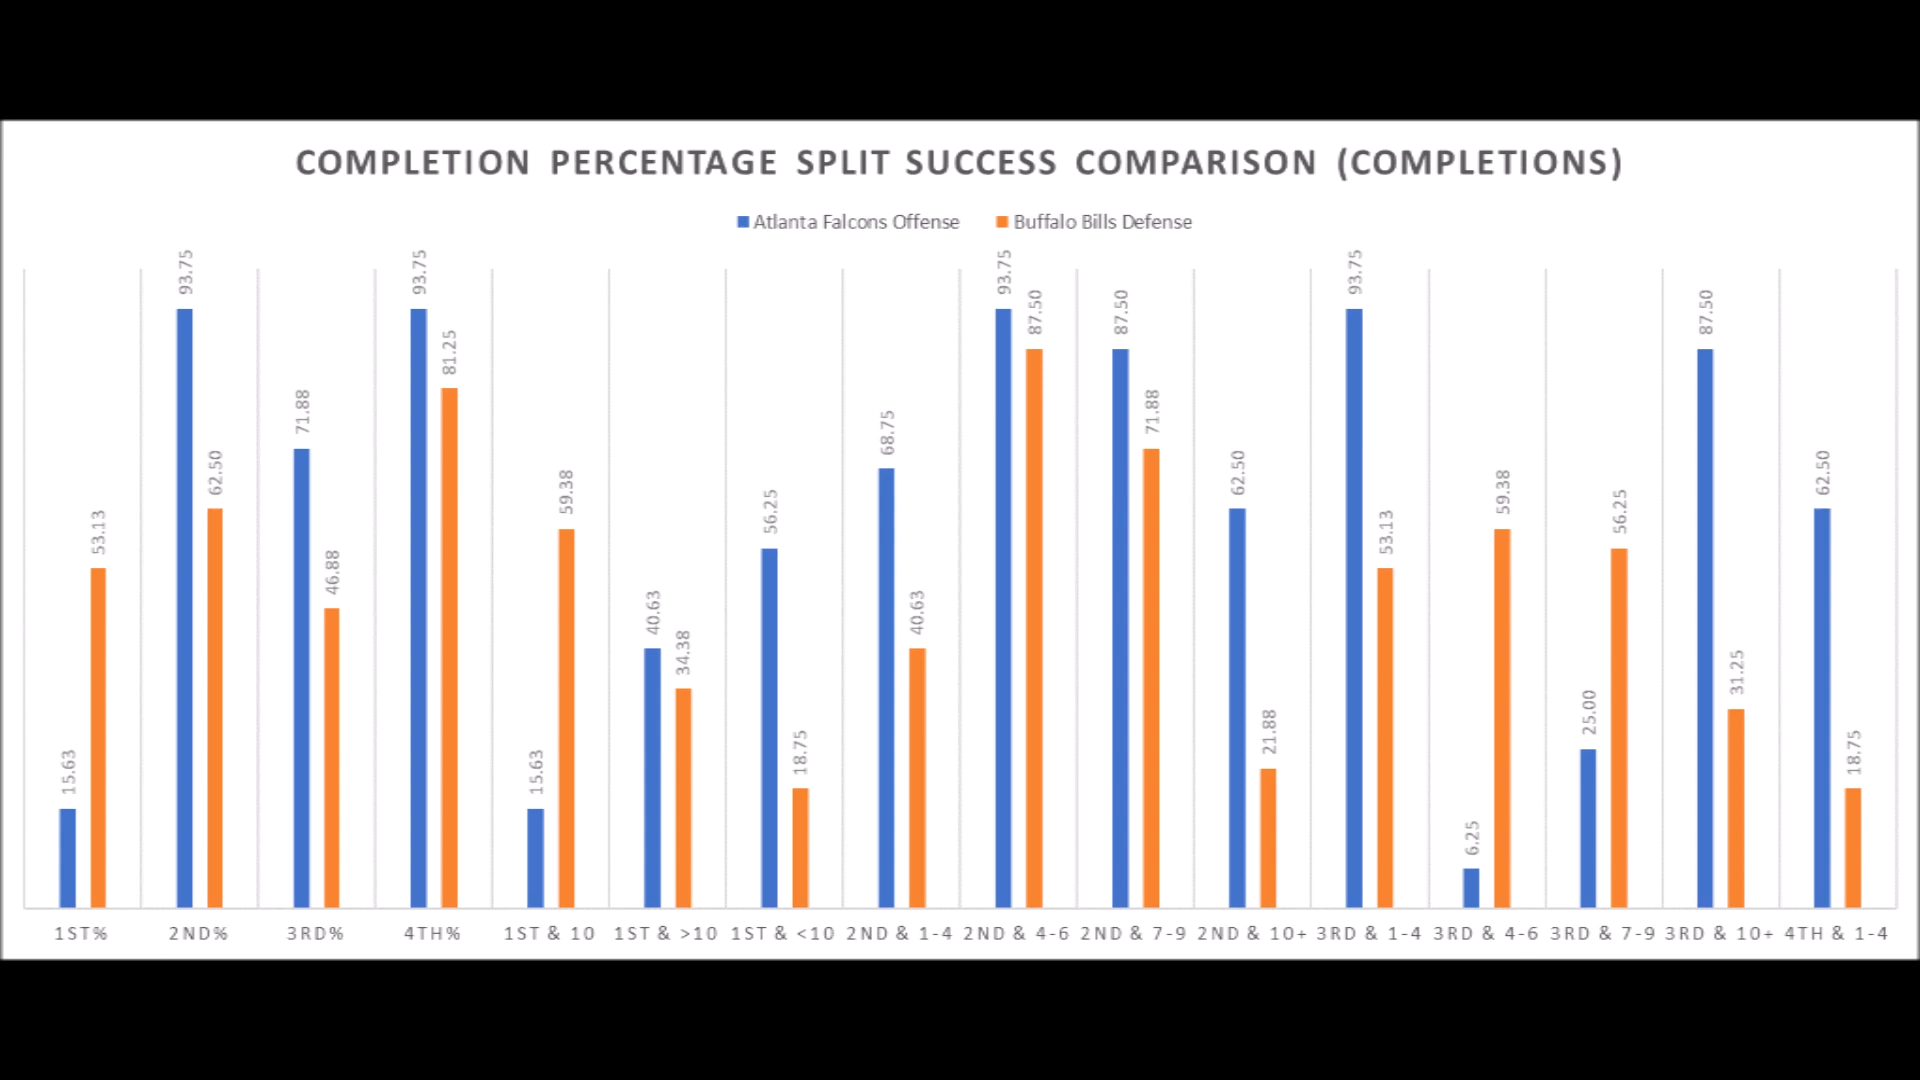 COMPLETION PERCENTAGE SPLIT SUCCESS COMPARISON (COMPLETIONS)
Atlanta Falcons Offense Buffalo Bills Defense
15.63 53.13 93.75 62.50 71.88 46.88 93.75 81.25 15.63 59.38 40.63 34.38 56.25 18.75 68.75 40.63 93.75 87.50 87.50 71.88 62.50 21.88 93.75 53.13 6.25 59.38 25.00 56.25 87.50 31.25 62.50 18.75
1ST% 2ND% 3RD% 4TH% 1ST & 10 1ST & >10 1ST & <10 2ND & 1-4 2ND & 4-6 2ND & 7-9 2ND & 10+ 3RD & 1-4 3RD & 4-6 3RD & 7-9 3RD & 10+ 4TH & 1-4